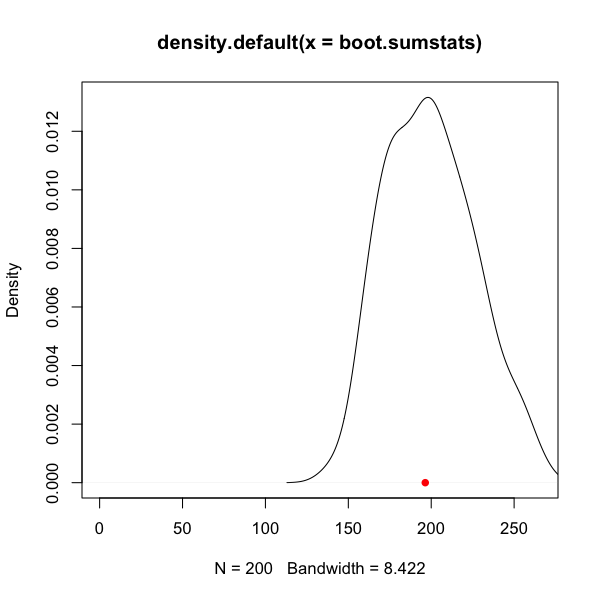 density.default(x = boot.sumstats)
Density
0.012
0.010
0.008
0.006
0.004
0.002
0.000
0 50 100 150 200 250
N = 200   Bandwidth = 8.422